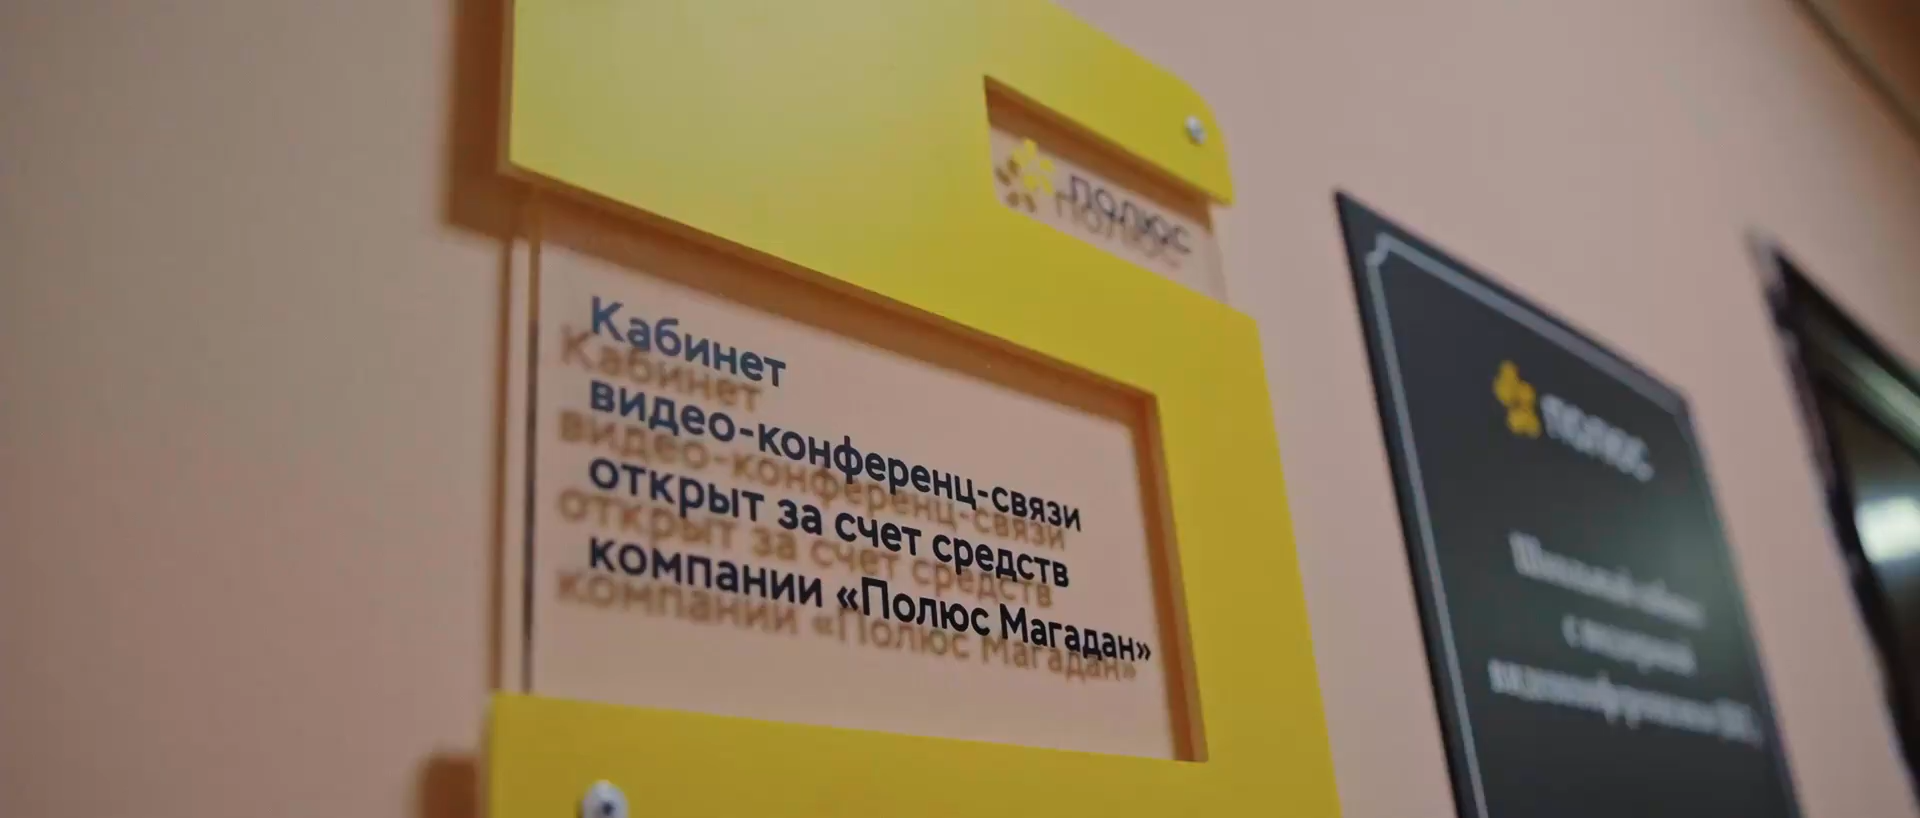 ПОЛЮС
Кабинет
видео-конференц-связи
открыт за счет средств
компании «Полюс Магадан»
ПОЛЮС